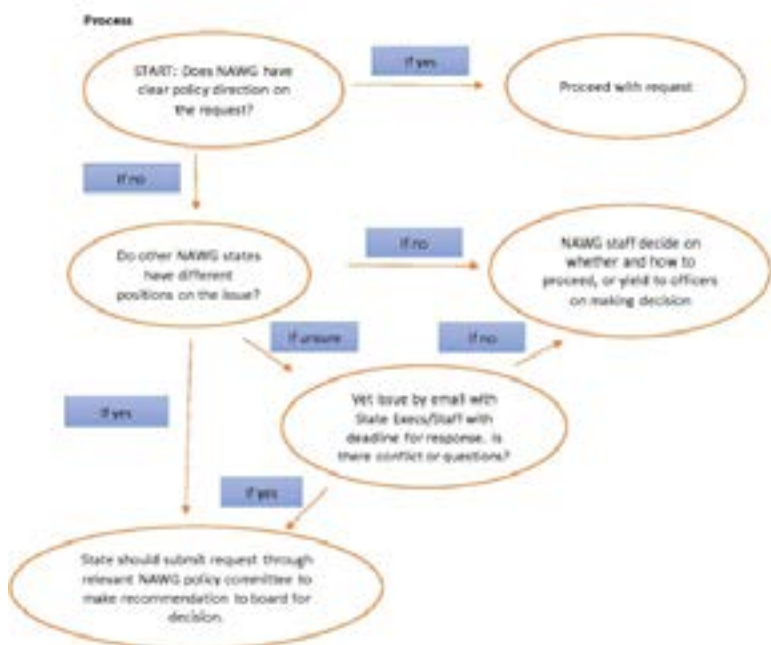 Process
START: Does NAWG have
clear policy direction on
the request?
If yes
Proceed with request
If no
Do other NAWG states
have different
positions on the issue?
If no
NAWG staff decide on
whether and how to
proceed, or yield to officers
on making decision
If unsure
If no
If yes
Vet issue by email with
State Execs/Staff with
deadline for response. Is
there conflict or questions?
If yes
State should submit request through
relevant NAWG policy committee to
make recommendation to board for
decision.